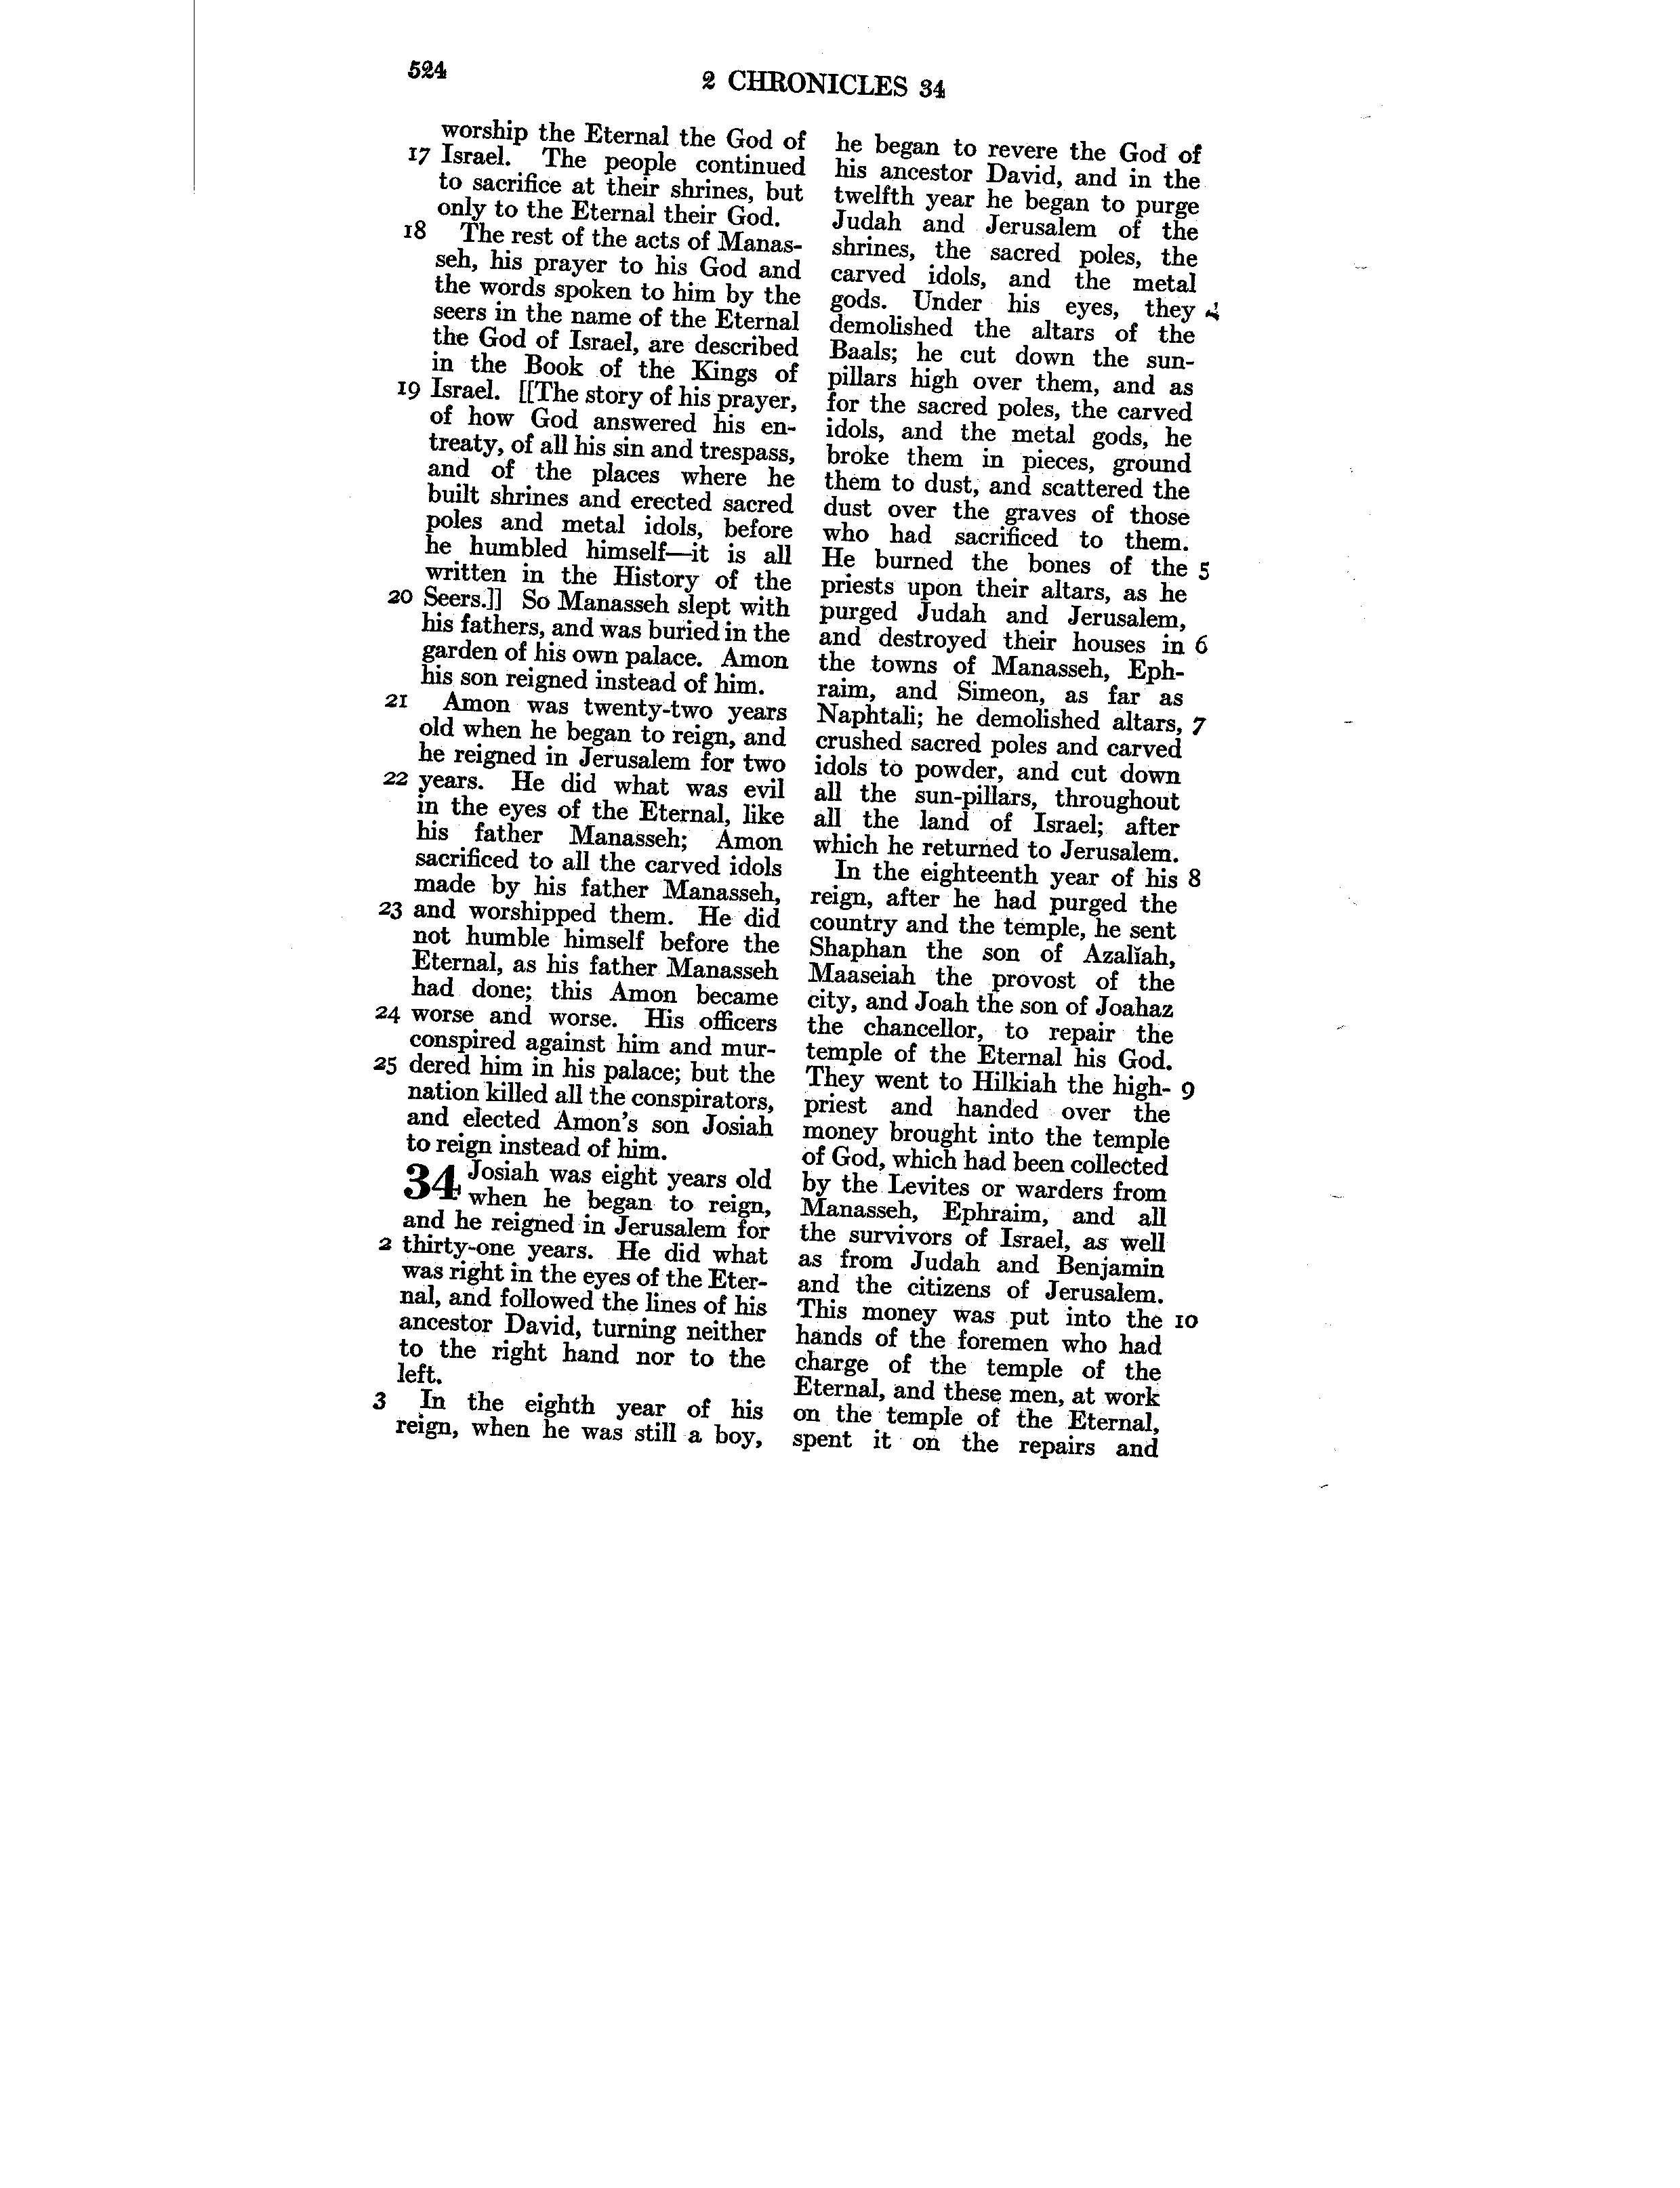 524
2 CHRONICLES 34
worship the Eternal the God of
17 Israel. The people continued
to sacrifice at their shrines, but
only to the Eternal their God.
18 The rest of the acts of Manas-
seh, his prayer to his God and
the words spoken to him by the
seers in the name of the Eternal
the God of Israel, are described
in the Book of the Kings of
19 Israel. [[The story of his prayer,
of how God answered his en-
treaty, of all his sin and trespass,
and of the places where he
built shrines and erected sacred
poles and metal idols, before
he humbled himself—it is all
written in the History of the
20 Seers.]] So Manasseh slept with
his fathers, and was buried in the
garden of his own palace. Amon
his son reigned instead of him.
21 Amon was twenty-two years
old when he began to reign, and
he reigned in Jerusalem for two
22 years. He did what was evil
in the eyes of the Eternal, like
his father Manasseh; Amon
sacrificed to all the carved idols
made by his father Manasseh,
23 and worshipped them. He did
not humble himself before the
Eternal, as his father Manasseh
had done; this Amon became
24 worse and worse. His officers
conspired against him and mur-
25 dered him in his palace; but the
nation killed all the conspirators,
and elected Amon's son Josiah
to reign instead of him.
34 Josiah was eight years old
when he began to reign,
and he reigned in Jerusalem for
2 thirty-one years. He did what
was right in the eyes of the Eter-
nal, and followed the lines of his
ancestor David, turning neither
to the right hand nor to the
left.
3 In the eighth year of his
reign, when he was still a boy,
he began to revere the God of
his ancestor David, and in the
twelfth year he began to purge
Judah and Jerusalem of the
shrines, the sacred poles, the
carved idols, and the metal
gods. Under his eyes, they 4
demolished the altars of the
Baals; he cut down the sun-
pillars high over them, and as
for the sacred poles, the carved
idols, and the metal gods, he
broke them in pieces, ground
them to dust, and scattered the
dust over the graves of those
who had sacrificed to them.
He burned the bones of the 5
priests upon their altars, as he
purged Judah and Jerusalem,
and destroyed their houses in 6
the towns of Manasseh, Eph-
raim, and Simeon, as far as
Naphtali; he demolished altars, 7
crushed sacred poles and carved
idols to powder, and cut down
all the sun-pillars, throughout
all the land of Israel; after
which he returned to Jerusalem.
In the eighteenth year of his 8
reign, after he had purged the
country and the temple, he sent
Shaphan the son of Azaliah,
Maaseiah the provost of the
city, and Joah the son of Joahaz
the chancellor, to repair the
temple of the Eternal his God.
They went to Hilkiah the high- 9
priest and handed over the
money brought into the temple
of God, which had been collected
by the Levites or warders from
Manasseh, Ephraim, and all
the survivors of Israel, as well
as from Judah and Benjamin
and the citizens of Jerusalem.
This money was put into the 10
hands of the foremen who had
charge of the temple of the
Eternal, and these men, at work
on the temple of the Eternal,
spent it on the repairs and